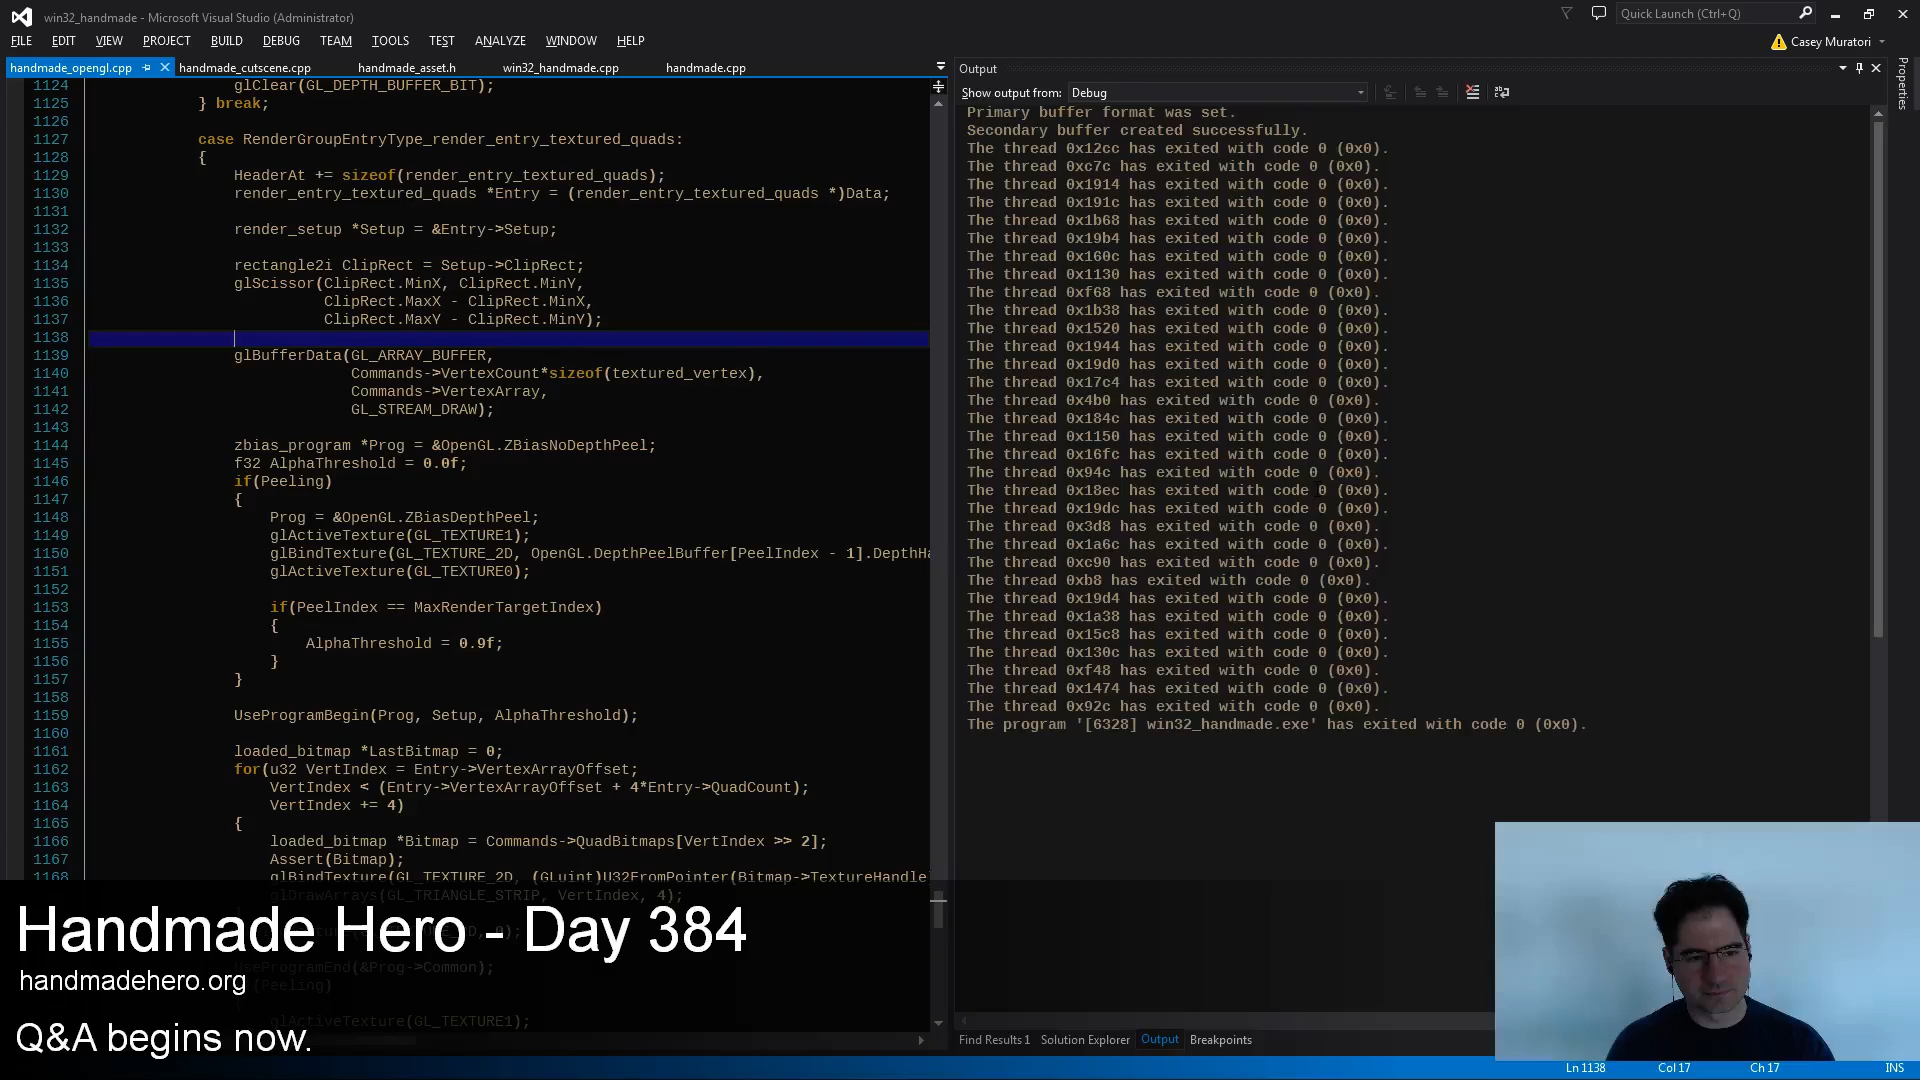 win32_handmade - Microsoft Visual Studio (Administrator)
Quick Launch (Ctrl+Q)
FILE EDIT VIEW PROJECT BUILD DEBUG TEAM TOOLS TEST ANALYZE WINDOW HELP
Casey Muratori
handmade_opengl.cpp handmade_cutscene.cpp handmade_asset.h win32_handmade.cpp handmade.cpp
1124 glClear(GL_DEPTH_BUFFER_BIT);
1125 } break;
1126
1127 case RenderGroupEntryType_render_entry_textured_quads:
1128 {
1129 HeaderAt += sizeof(render_entry_textured_quads);
1130 render_entry_textured_quads *Entry = (render_entry_textured_quads *)Data;
1131
1132 render_setup *Setup = &Entry->Setup;
1133
1134 rectangle2i ClipRect = Setup->ClipRect;
1135 glScissor(ClipRect.MinX, ClipRect.MinY,
1136 ClipRect.MaxX - ClipRect.MinX,
1137 ClipRect.MaxY - ClipRect.MinY);
1138
1139 glBufferData(GL_ARRAY_BUFFER,
1140 Commands->VertexCount*sizeof(textured_vertex),
1141 Commands->VertexArray,
1142 GL_STREAM_DRAW);
1143
1144 zbias_program *Prog = &OpenGL.ZBiasNoDepthPeel;
1145 f32 AlphaThreshold = 0.0f;
1146 if(Peeling)
1147 {
1148 Prog = &OpenGL.ZBiasDepthPeel;
1149 glActiveTexture(GL_TEXTURE1);
1150 glBindTexture(GL_TEXTURE_2D, OpenGL.DepthPeelBuffer[PeelIndex - 1].DepthHa
1151 glActiveTexture(GL_TEXTURE0);
1152
1153 if(PeelIndex == MaxRenderTargetIndex)
1154 {
1155 AlphaThreshold = 0.9f;
1156 }
1157 }
1158
1159 UseProgramBegin(Prog, Setup, AlphaThreshold);
1160
1161 loaded_bitmap *LastBitmap = 0;
1162 for(u32 VertIndex = Entry->VertexArrayOffset;
1163 VertIndex < (Entry->VertexArrayOffset + 4*Entry->QuadCount);
1164 VertIndex += 4)
1165 {
1166 loaded_bitmap *Bitmap = Commands->QuadBitmaps[VertIndex >> 2];
1167 Assert(Bitmap);
1168 glBindTexture(GL_TEXTURE_2D, (GLuint)U32FromPointer(Bitmap->TextureHandle
glDrawArrays(GL_TRIANGLE_STRIP, VertIndex, 4);
UseProgramEnd(&Prog->Common);
(Peeling)
glActiveTexture(GL_TEXTURE1);
Handmade Hero - Day 384
handmadehero.org
Q&A begins now.
Output
Show output from: Debug
Primary buffer format was set.
Secondary buffer created successfully.
The thread 0x12cc has exited with code 0 (0x0).
The thread 0xc7c has exited with code 0 (0x0).
The thread 0x1914 has exited with code 0 (0x0).
The thread 0x191c has exited with code 0 (0x0).
The thread 0x1b68 has exited with code 0 (0x0).
The thread 0x19b4 has exited with code 0 (0x0).
The thread 0x160c has exited with code 0 (0x0).
The thread 0x1130 has exited with code 0 (0x0).
The thread 0xf68 has exited with code 0 (0x0).
The thread 0x1b38 has exited with code 0 (0x0).
The thread 0x1520 has exited with code 0 (0x0).
The thread 0x1944 has exited with code 0 (0x0).
The thread 0x19d0 has exited with code 0 (0x0).
The thread 0x17c4 has exited with code 0 (0x0).
The thread 0x4b0 has exited with code 0 (0x0).
The thread 0x184c has exited with code 0 (0x0).
The thread 0x1150 has exited with code 0 (0x0).
The thread 0x16fc has exited with code 0 (0x0).
The thread 0x94c has exited with code 0 (0x0).
The thread 0x18ec has exited with code 0 (0x0).
The thread 0x19dc has exited with code 0 (0x0).
The thread 0x3d8 has exited with code 0 (0x0).
The thread 0x1a6c has exited with code 0 (0x0).
The thread 0xc90 has exited with code 0 (0x0).
The thread 0xb8 has exited with code 0 (0x0).
The thread 0x19d4 has exited with code 0 (0x0).
The thread 0x1a38 has exited with code 0 (0x0).
The thread 0x15c8 has exited with code 0 (0x0).
The thread 0x130c has exited with code 0 (0x0).
The thread 0xf48 has exited with code 0 (0x0).
The thread 0x1474 has exited with code 0 (0x0).
The thread 0x92c has exited with code 0 (0x0).
The program '[6328] win32_handmade.exe' has exited with code 0 (0x0).
Find Results 1 Solution Explorer Output Breakpoints
Properties
Ln 1138 Col 17 Ch 17 INS